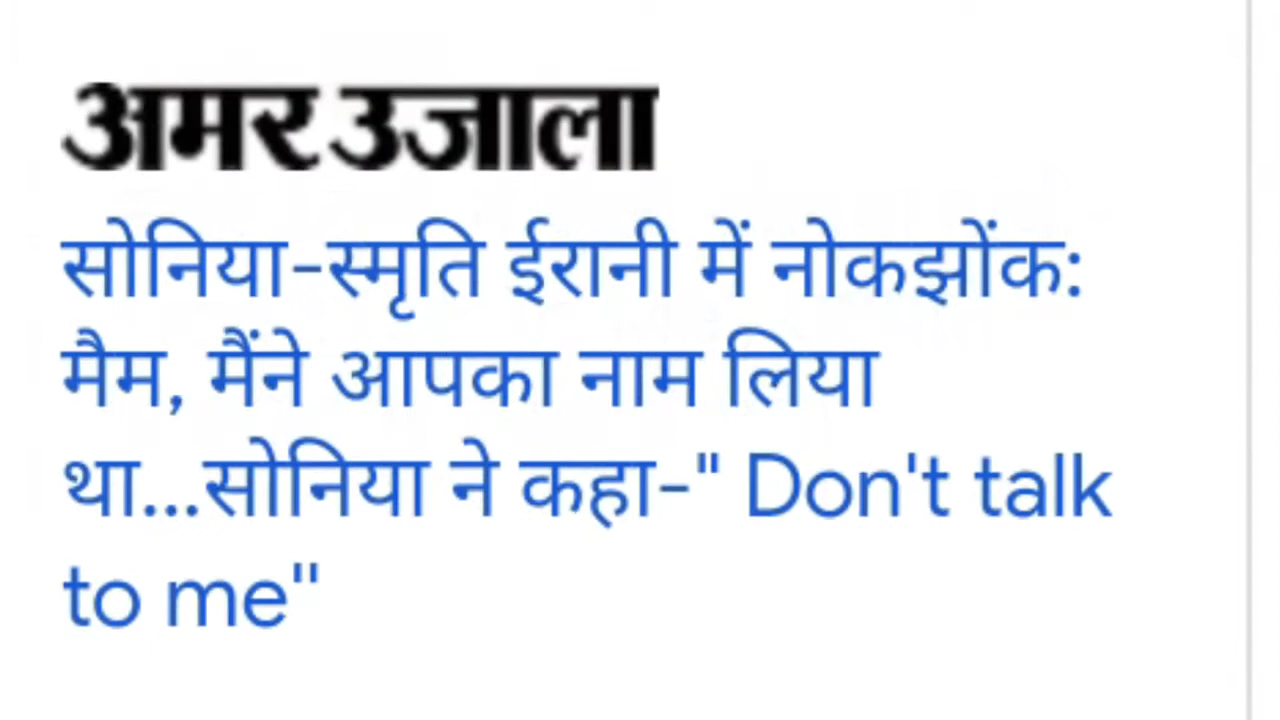 अमर उजाला
सोनिया-स्मृति ईरानी में नोकझोंक:
मैम, मैंने आपका नाम लिया
था...सोनिया ने कहा-" Don't talk
to me"